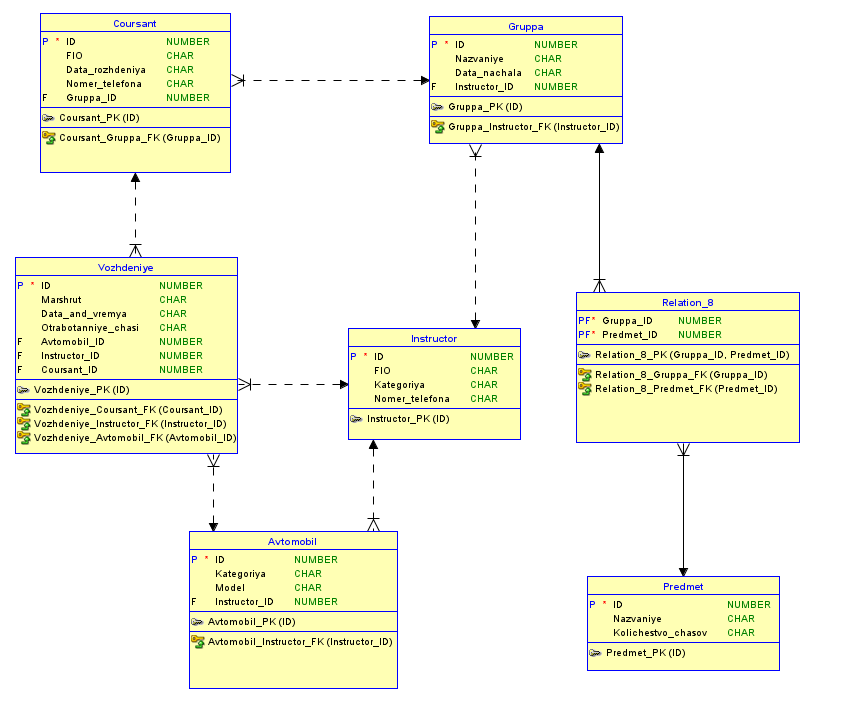 Coursant
P * ID NUMBER
FIO CHAR
Data_rozhdeniya CHAR
Nomer_telefona CHAR
F Gruppa_ID NUMBER
Coursant_PK (ID)
Coursant_Gruppa_FK (Gruppa_ID)
Gruppa
P * ID NUMBER
Nazvaniye CHAR
Data_nachala CHAR
F Instructor_ID NUMBER
Gruppa_PK (ID)
Gruppa_Instructor_FK (Instructor_ID)
Vozhdeniye
P * ID NUMBER
Marshrut CHAR
Data_and_vremya CHAR
Otrabotanniye_chasi CHAR
F Avtomobil_ID NUMBER
F Instructor_ID NUMBER
F Coursant_ID NUMBER
Vozhdeniye_PK (ID)
Vozhdeniye_Coursant_FK (Coursant_ID)
Vozhdeniye_Instructor_FK (Instructor_ID)
Vozhdeniye_Avtomobil_FK (Avtomobil_ID)
Instructor
P * ID NUMBER
FIO CHAR
Kategoriya CHAR
Nomer_telefona CHAR
Instructor_PK (ID)
Relation_8
PF* Gruppa_ID NUMBER
PF* Predmet_ID NUMBER
Relation_8_PK (Gruppa_ID, Predmet_ID)
Relation_8_Gruppa_FK (Gruppa_ID)
Relation_8_Predmet_FK (Predmet_ID)
Avtomobil
P * ID NUMBER
Kategoriya CHAR
Model CHAR
F Instructor_ID NUMBER
Avtomobil_PK (ID)
Avtomobil_Instructor_FK (Instructor_ID)
Predmet
P * ID NUMBER
Nazvaniye CHAR
Kolichestvo_chasov CHAR
Predmet_PK (ID)